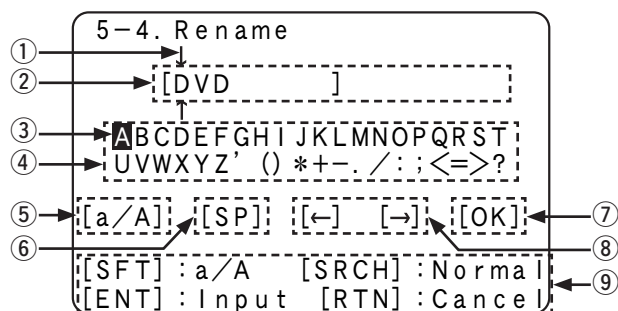 5-4. Rename
①
② [DVD ]
③ ABCDEFGHIJKLMNOPQRST
④ UVWXYZ' ()*+-./:;<=>?
⑤ [a/A] [SP] [←] [→] [OK] ⑦
⑥ ⑧
[SFT]:a/A [SRCH]:Normal ⑨
[ENT]:Input [RTN]:Cancel